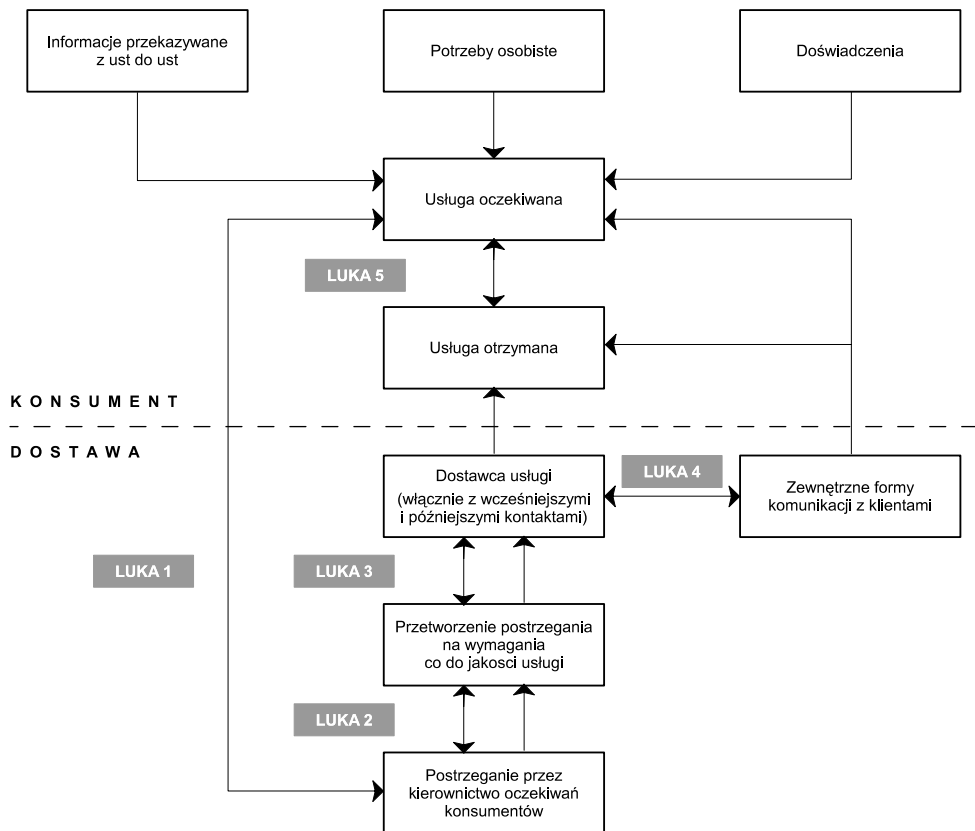 Informacje przekazywane
z ust do ust
Potrzeby osobiste
Doświadczenia
Usługa oczekiwana
LUKA 5
Usługa otrzymana
K O N S U M E N T
D O S T A W A
Dostawca usługi
(włącznie z wcześniejszymi
i późniejszymi kontaktami)
LUKA 4
Zewnętrzne formy
komunikacji z klientami
LUKA 1
LUKA 3
Przetworzenie postrzegania
na wymagania
co do jakosci usługi
LUKA 2
Postrzeganie przez
kierownictwo oczekiwań
konsumentów